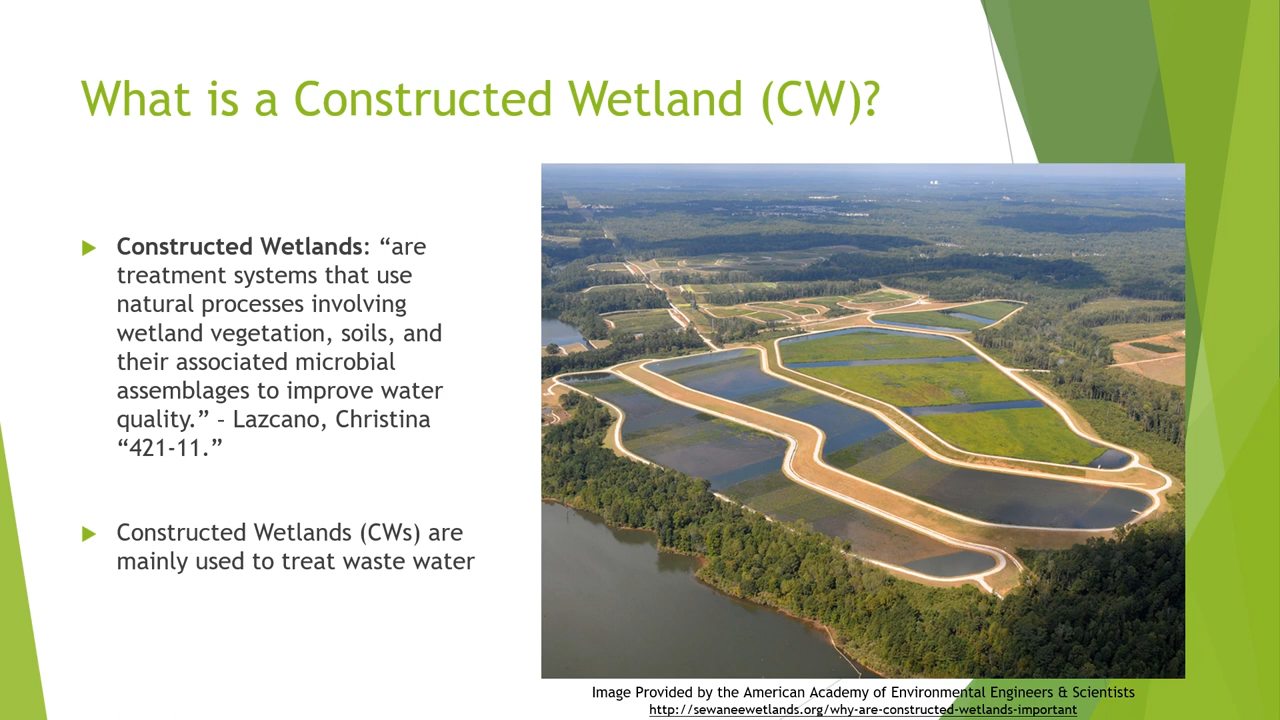 What is a Constructed Wetland (CW)?
Constructed Wetlands: “are
treatment systems that use
natural processes involving
wetland vegetation, soils, and
their associated microbial
assemblages to improve water
quality.” – Lazcano, Christina
“421-11.”
Constructed Wetlands (CWs) are
mainly used to treat waste water
Image Provided by the American Academy of Environmental Engineers & Scientists
http://sewaneewetlands.org/why-are-constructed-wetlands-important